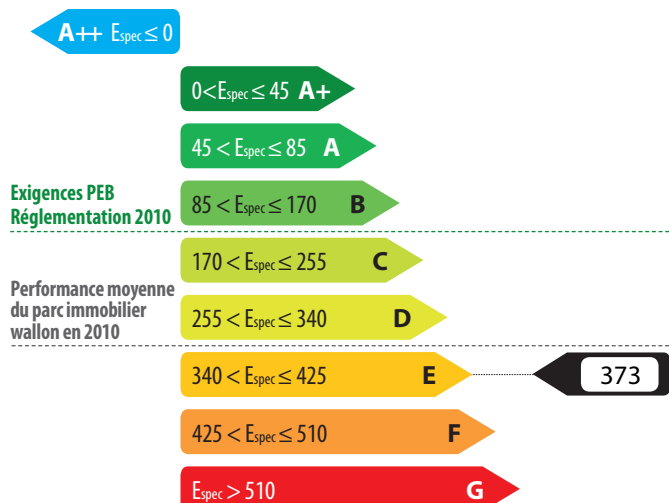 A++ Espec ≤ 0
0<Espec ≤ 45 A+
45 < Espec ≤ 85 A
Exigences PEB
Réglementation 2010
85 < Espec ≤ 170 B
170 < Espec ≤ 255 C
Performance moyenne
du parc immobilier
wallon en 2010
255 < Espec ≤ 340 D
340 < Espec ≤ 425 E
373
425 < Espec ≤ 510 F
Espec > 510 G